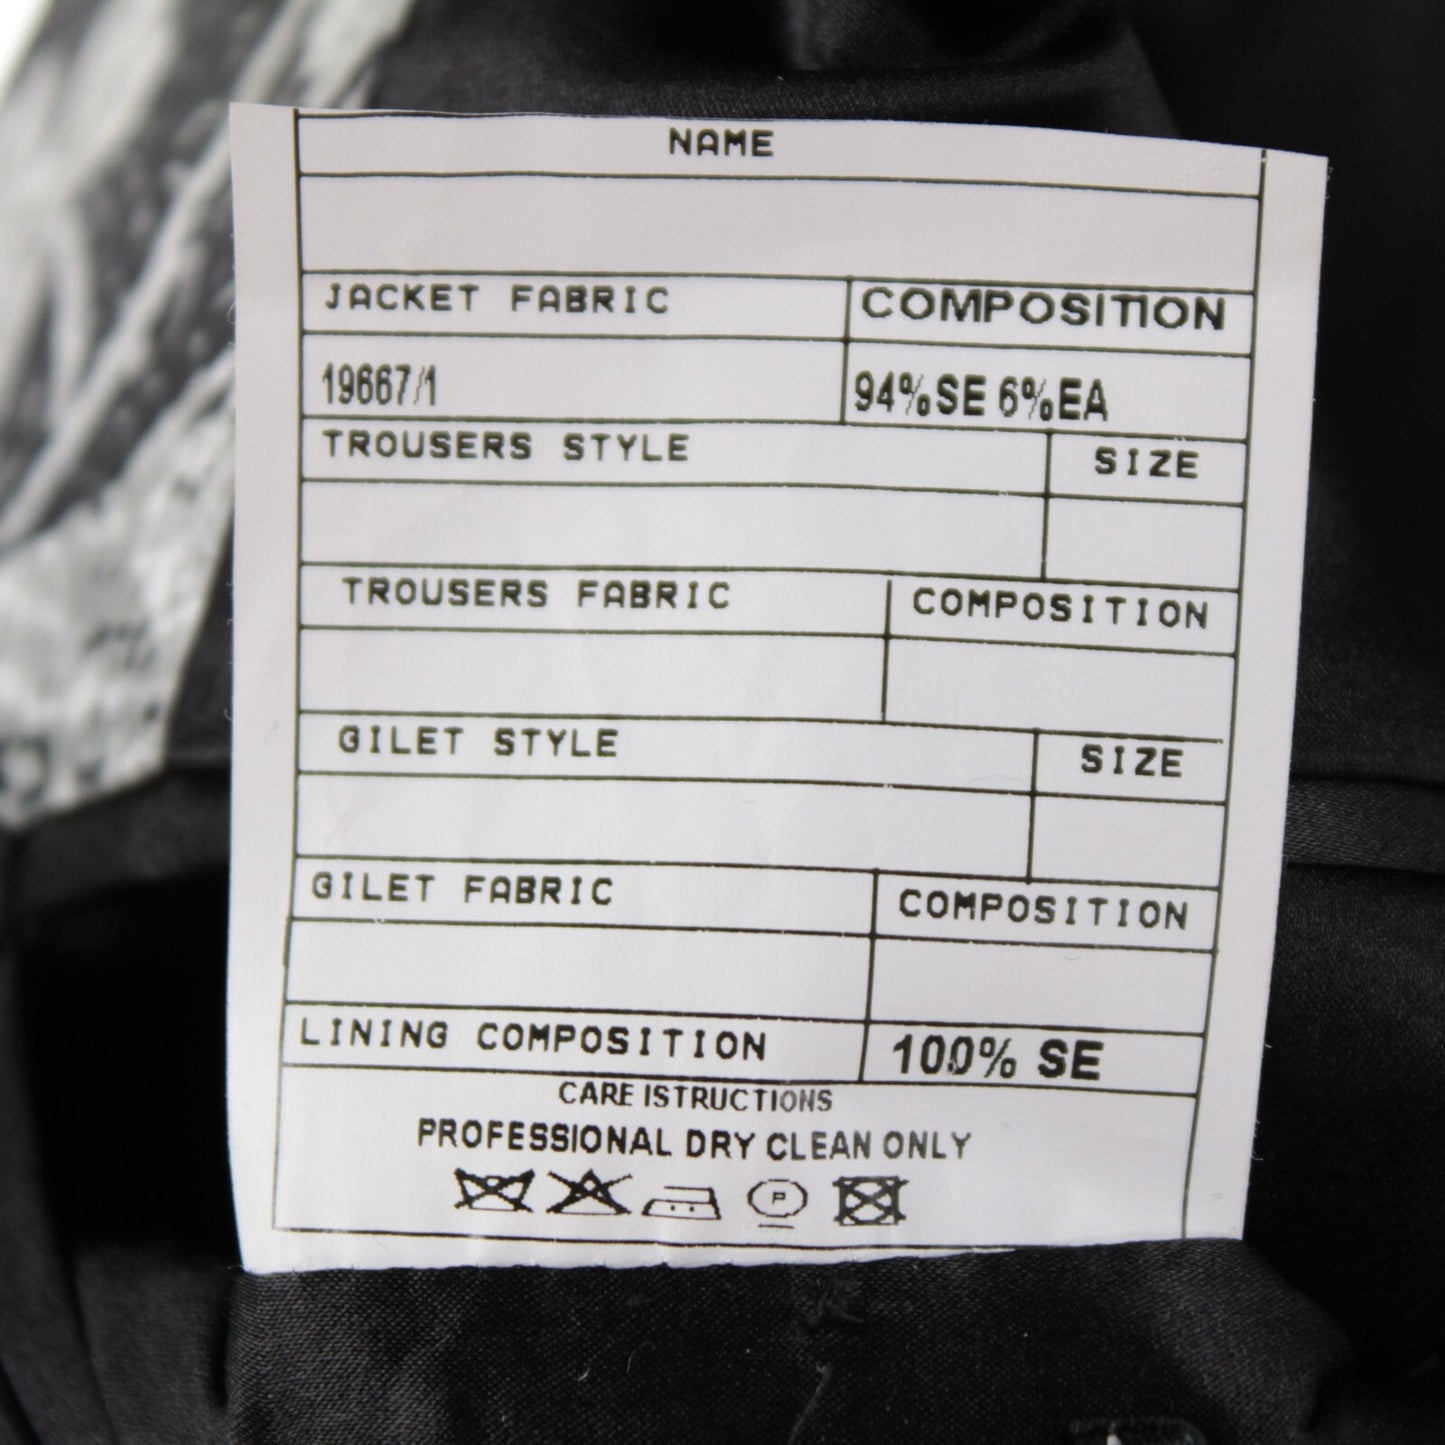 NAME
JACKET FABRIC COMPOSITION
19667/1 94%SE 6%EA
TROUSERS STYLE SIZE
TROUSERS FABRIC COMPOSITION
GILET STYLE SIZE
GILET FABRIC COMPOSITION
LINING COMPOSITION 100% SE
CARE ISTRUCTIONS
PROFESSIONAL DRY CLEAN ONLY
P